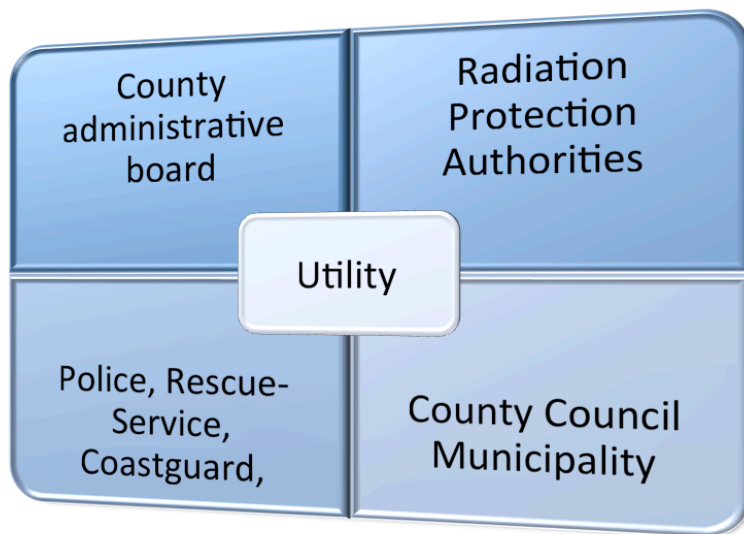 County
administrative
board
Radiation
Protection
Authorities
Utility
Police, Rescue-
Service,
Coastguard,
County Council
Municipality